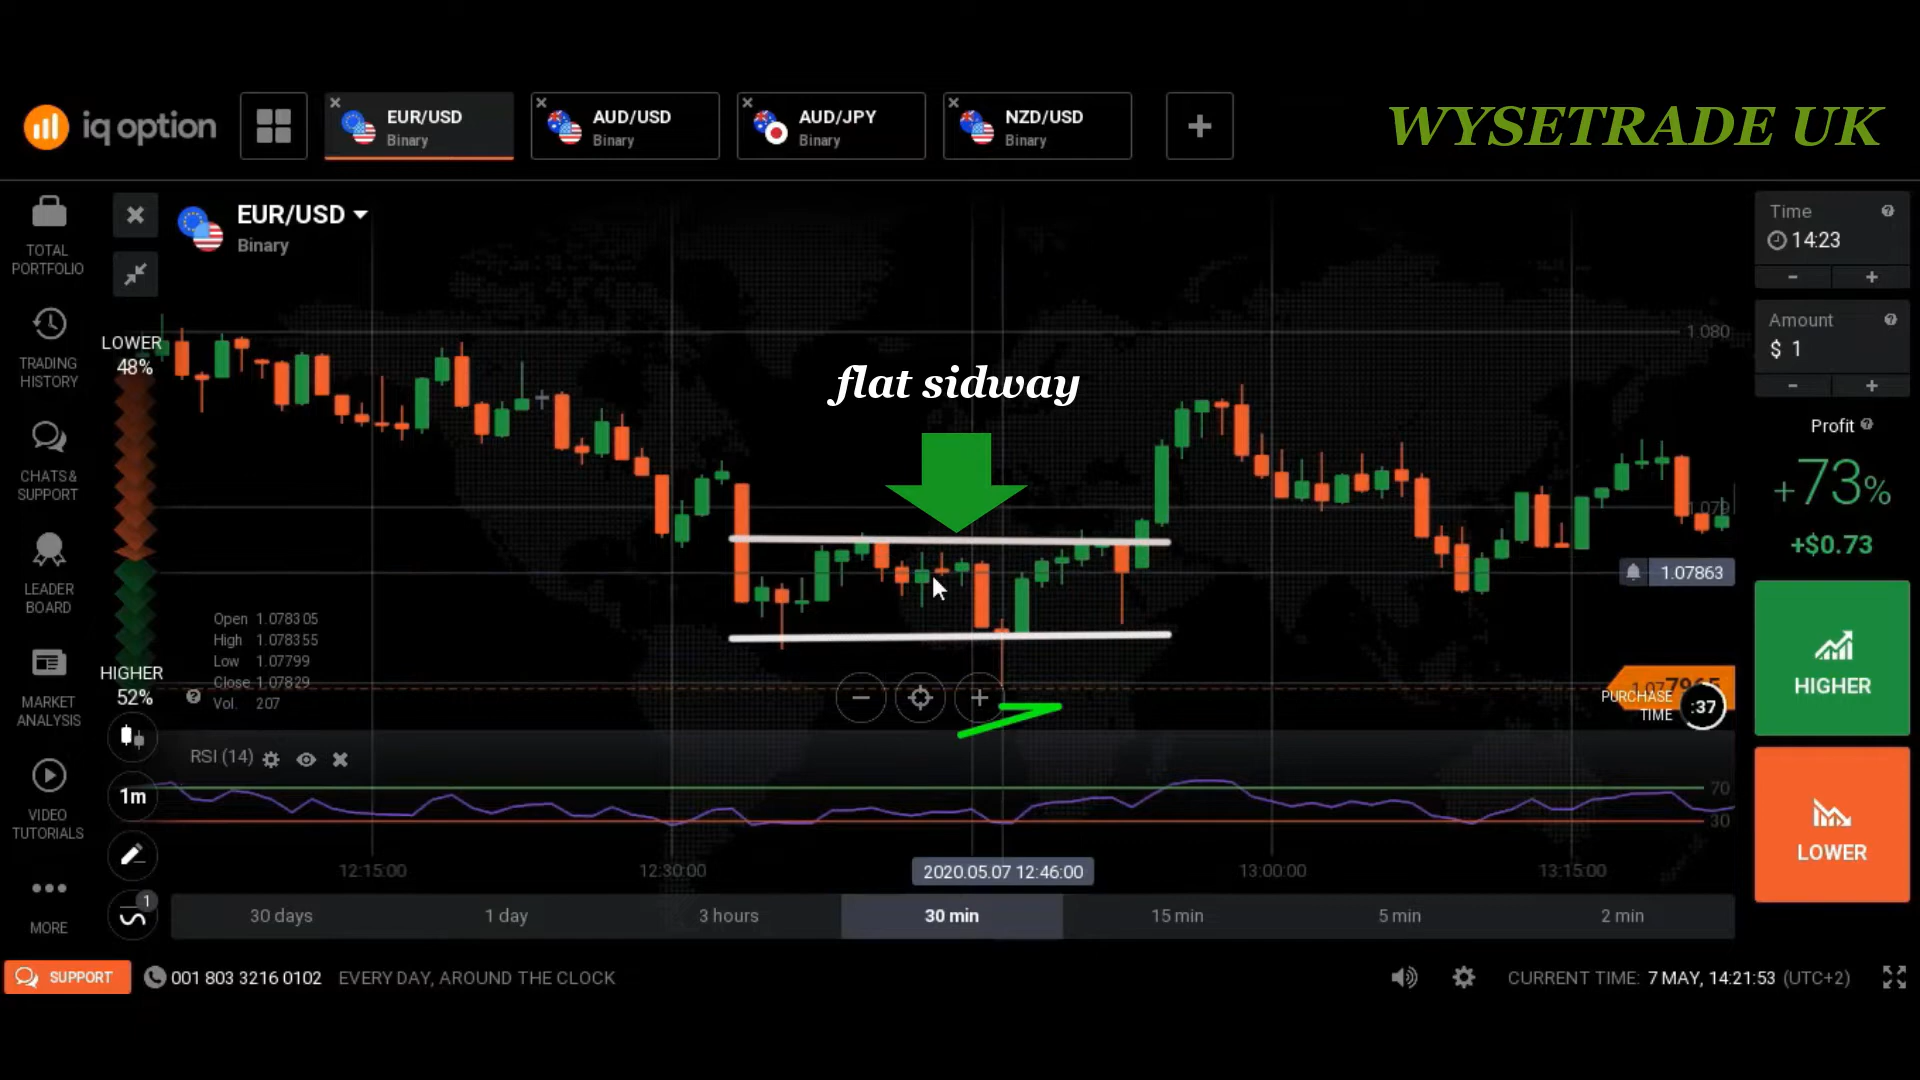 iq option
EUR/USD
Binary
AUD/USD
Binary
AUD/JPY
Binary
NZD/USD
Binary
WYSETRADE UK
TOTAL
PORTFOLIO
TRADING
HISTORY
CHATS &
SUPPORT
LEADER
BOARD
MARKET
ANALYSIS
VIDEO
TUTORIALS
MORE
EUR/USD
Binary
LOWER
48%
HIGHER
52%
flat sidway
Open 1.078305
High 1.078355
Low 1.07799
Close 1.07829
Vol. 207
1.080
1.079
1.07863
PURCHASE
TIME
:37
RSI (14)
1m
1
70
30
12:15:00
12:30:00
2020.05.07 12:46:00
13:00:00
13:15:00
30 days
1 day
3 hours
30 min
15 min
5 min
2 min
Time
14:23
Amount
$ 1
Profit
+73%
+$0.73
HIGHER
LOWER
SUPPORT
001 803 3216 0102
EVERY DAY, AROUND THE CLOCK
CURRENT TIME: 7 MAY, 14:21:53 (UTC+2)